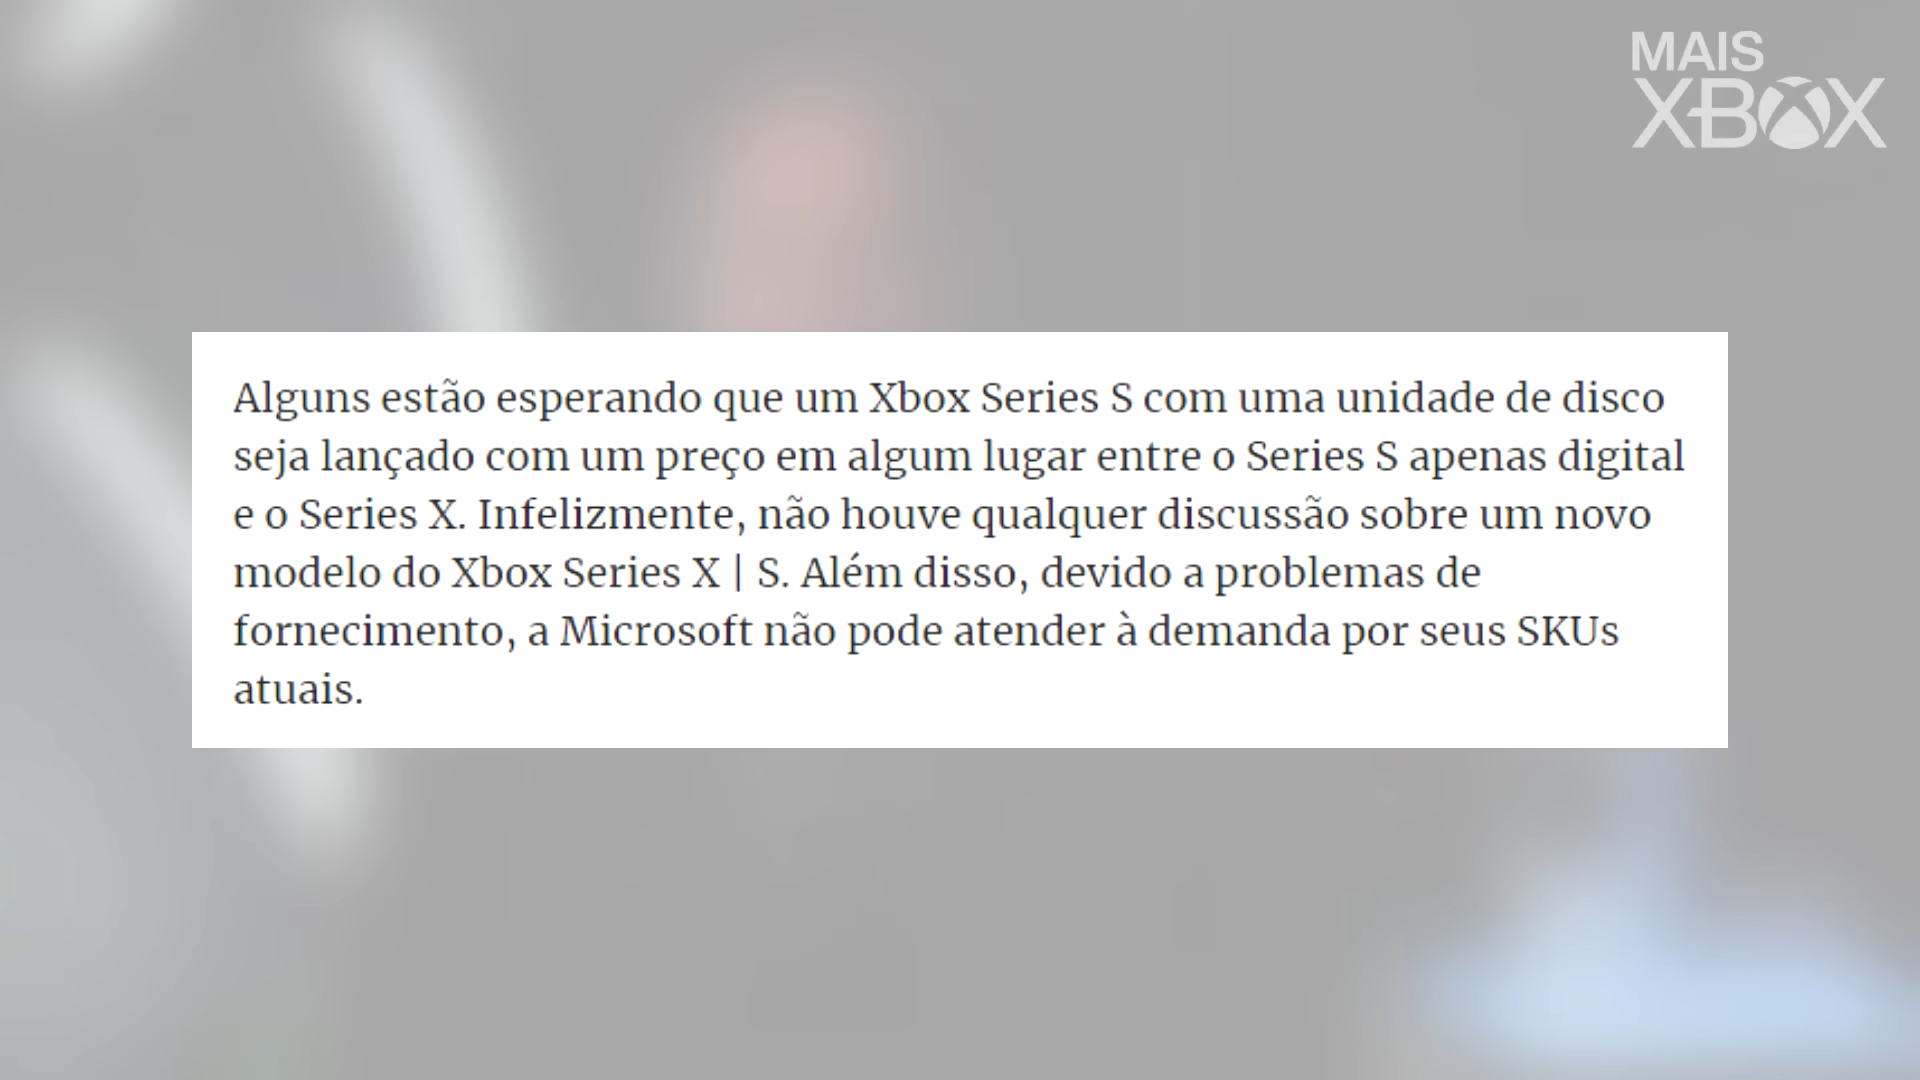 MAIS
XBOX
Alguns estão esperando que um Xbox Series S com uma unidade de disco
seja lançado com um preço em algum lugar entre o Series S apenas digital
e o Series X. Infelizmente, não houve qualquer discussão sobre um novo
modelo do Xbox Series X | S. Além disso, devido a problemas de
fornecimento, a Microsoft não pode atender à demanda por seus SKUs
atuais.